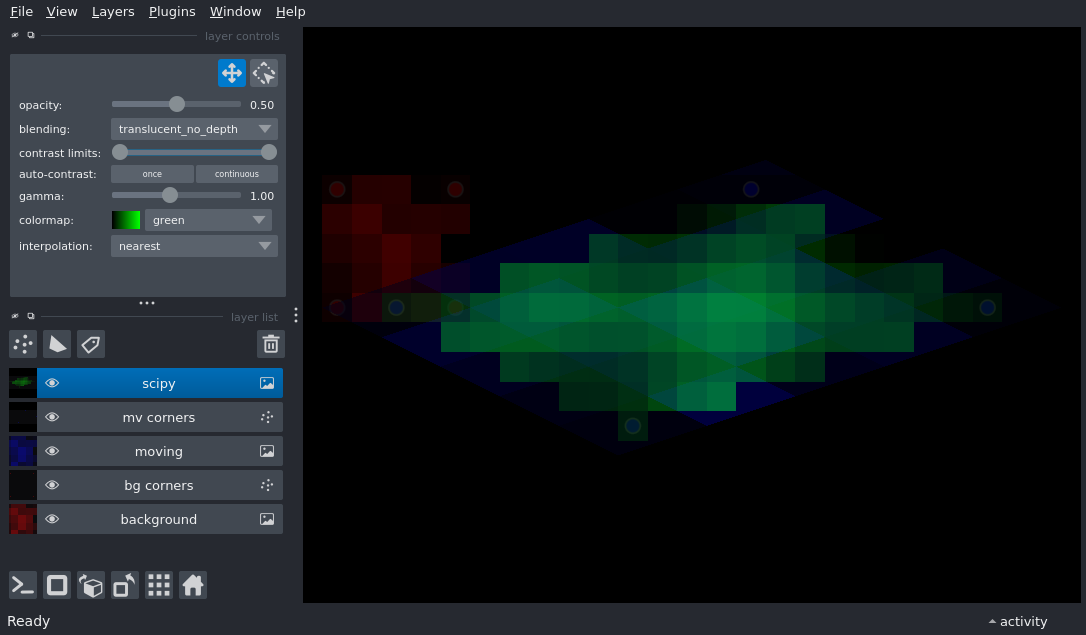 File View Layers Plugins Window Help
layer controls
opacity: 0.50
blending: translucent_no_depth
contrast limits:
auto-contrast: once continuous
gamma: 1.00
colormap: green
interpolation: nearest
layer list
scipy
mv corners
moving
bg corners
background
Ready activity